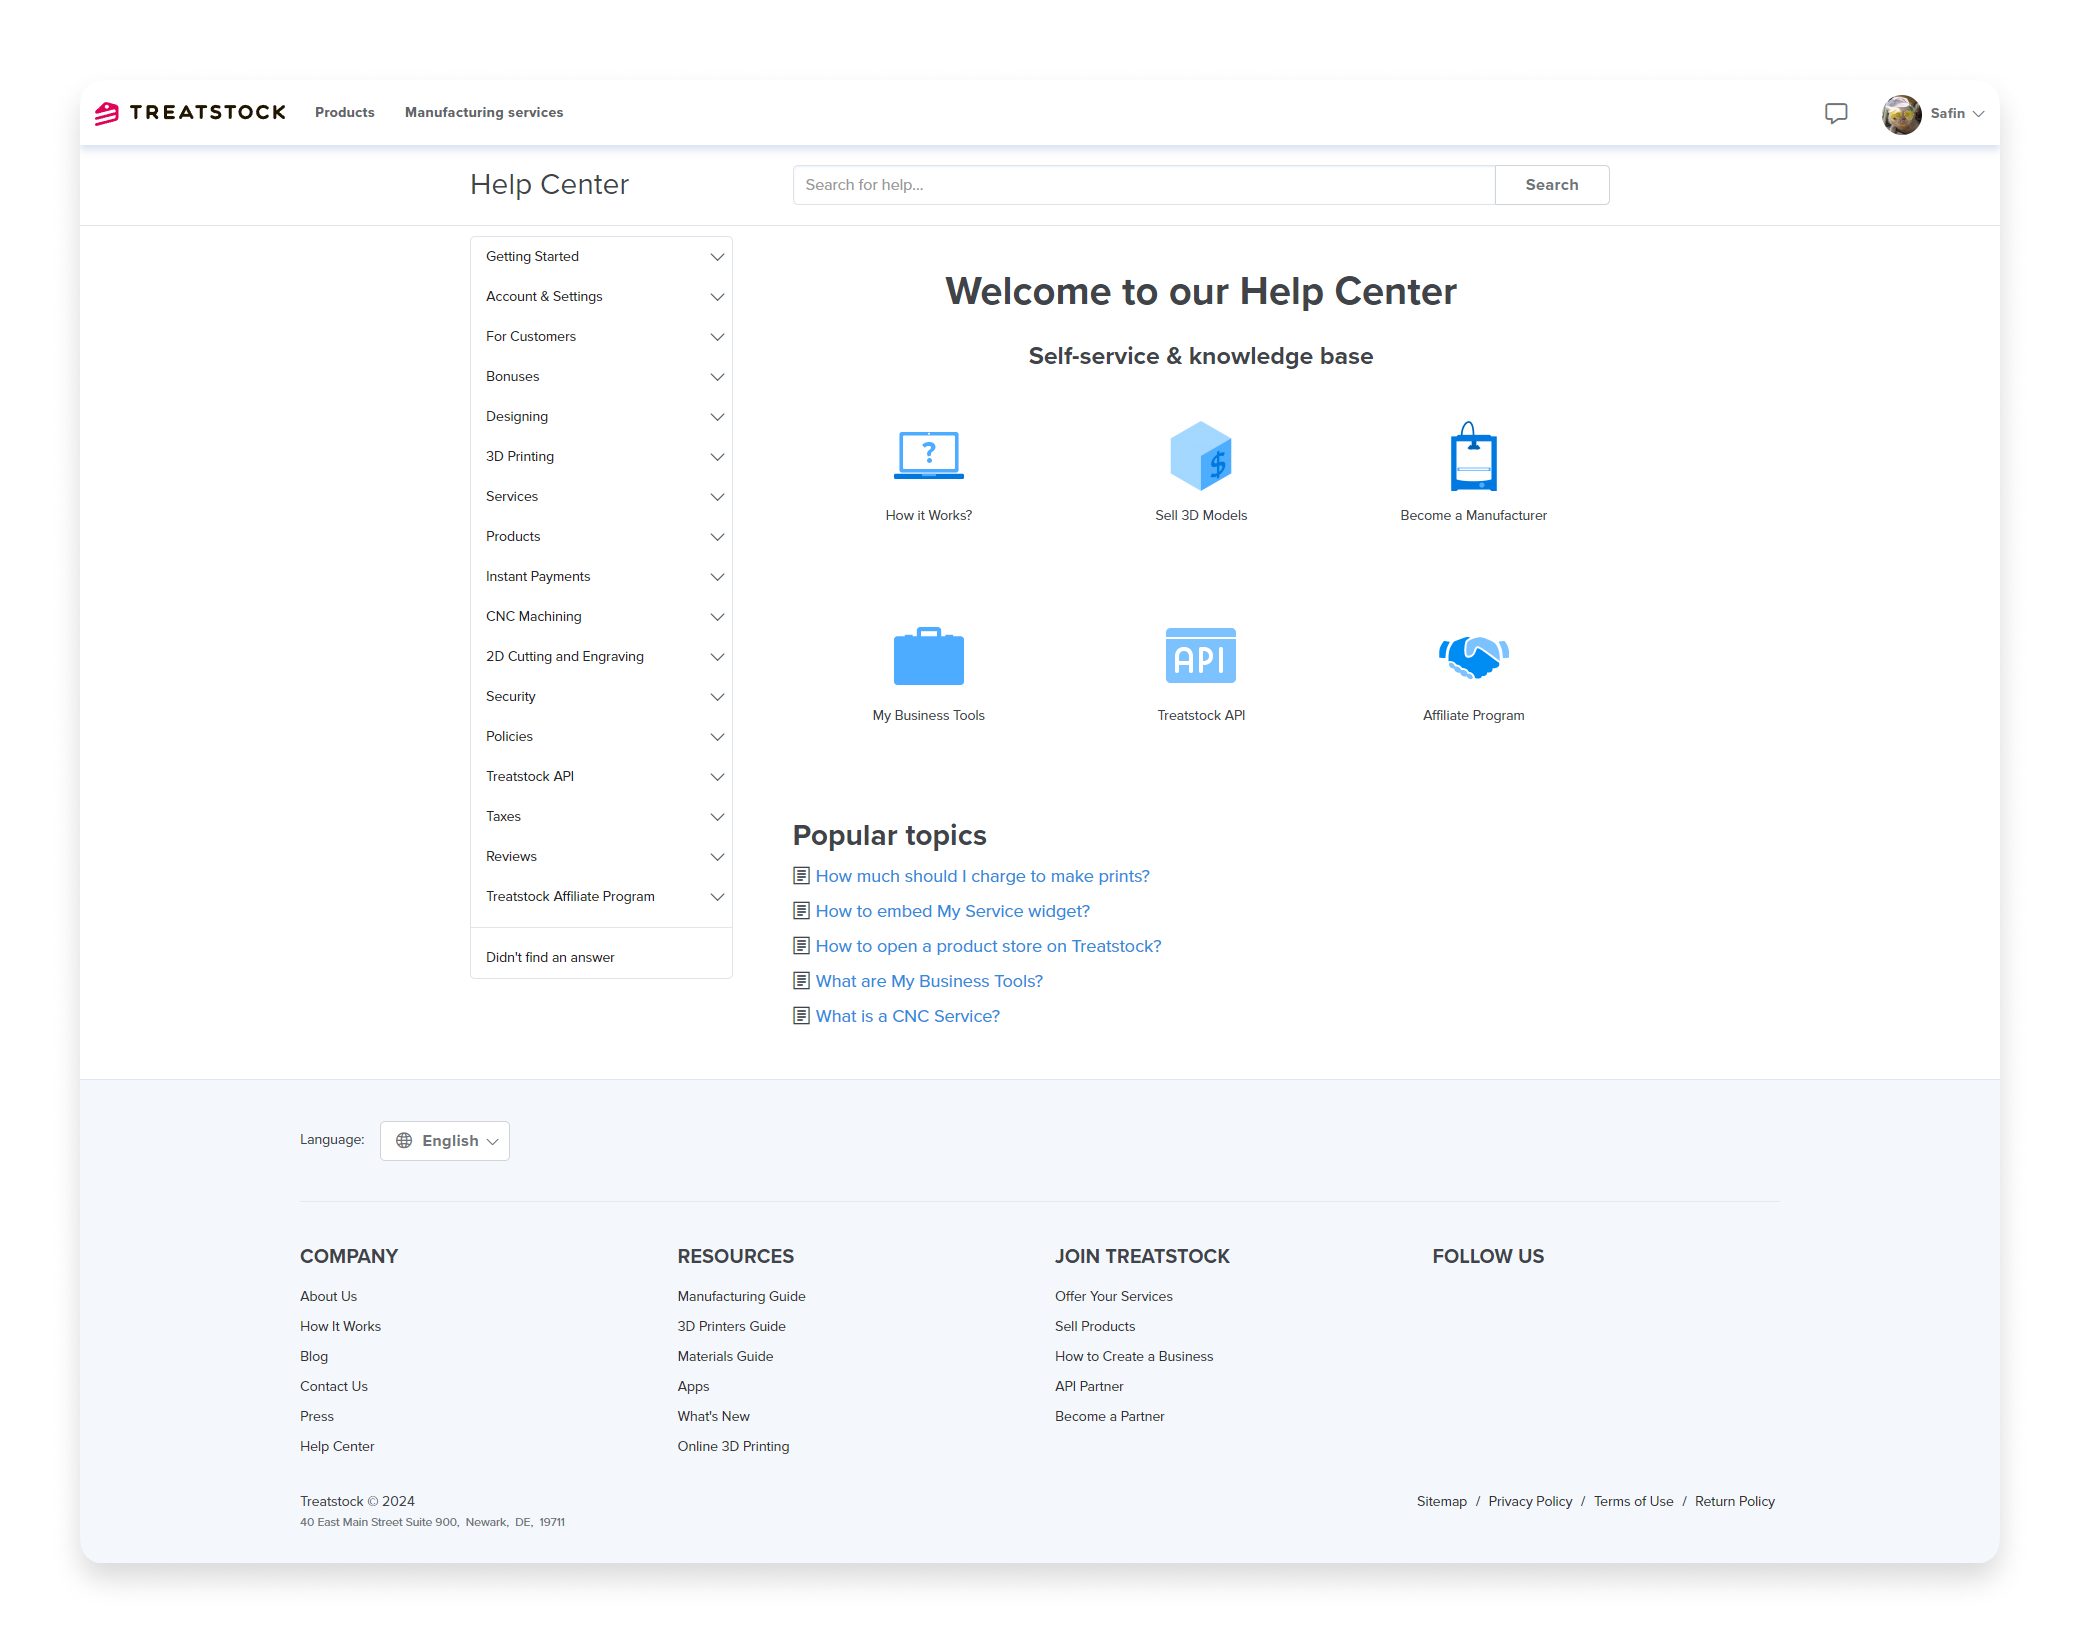 TREATSTOCK
Products
Manufacturing services
Safin
Help Center
Search for help...
Search
Getting Started
Account & Settings
For Customers
Bonuses
Designing
3D Printing
Services
Products
Instant Payments
CNC Machining
2D Cutting and Engraving
Security
Policies
Treatstock API
Taxes
Reviews
Treatstock Affiliate Program
Didn't find an answer
Welcome to our Help Center
Self-service & knowledge base
?
How it Works?
$
Sell 3D Models
Become a Manufacturer
My Business Tools
API
Treatstock API
Affiliate Program
Popular topics
How much should I charge to make prints?
How to embed My Service widget?
How to open a product store on Treatstock?
What are My Business Tools?
What is a CNC Service?
Language:
English
COMPANY
About Us
How It Works
Blog
Contact Us
Press
Help Center
RESOURCES
Manufacturing Guide
3D Printers Guide
Materials Guide
Apps
What's New
Online 3D Printing
JOIN TREATSTOCK
Offer Your Services
Sell Products
How to Create a Business
API Partner
Become a Partner
FOLLOW US
Treatstock © 2024
40 East Main Street Suite 900, Newark, DE, 19711
Sitemap / Privacy Policy / Terms of Use / Return Policy